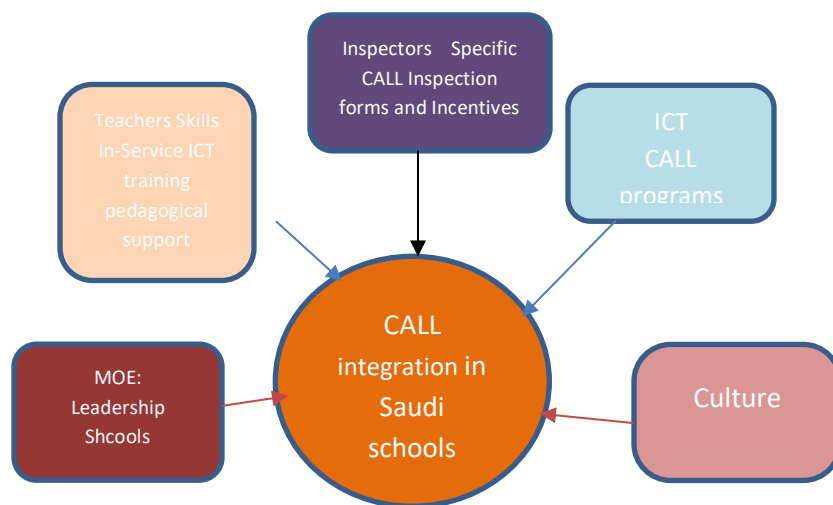 Inspectors Specific
CALL Inspection
forms and Incentives
Teachers Skills
In-Service ICT
training
pedagogical
support
ICT
CALL
programs
CALL
integration in
Saudi
schools
MOE:
Leadership
Shcools
Culture